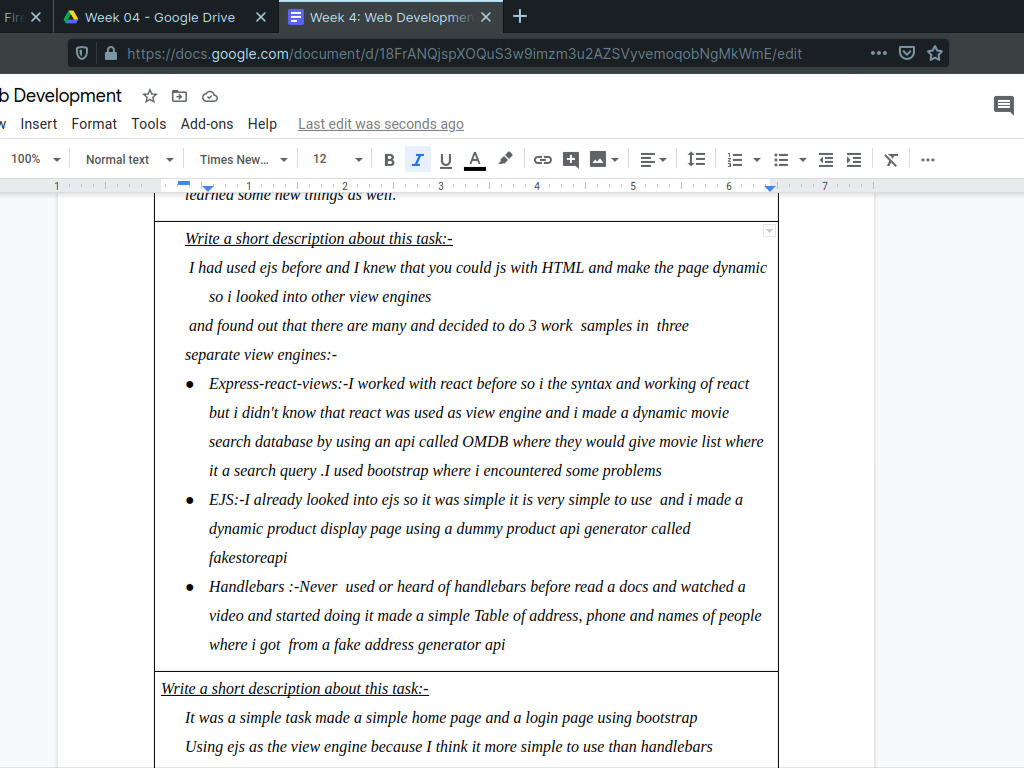 Fire
Week 04 - Google Drive
Week 4: Web Developmen
https://docs.google.com/document/d/18FrANQjspXOQuS3w9imzm3u2AZSVyvemoqobNgMkWmE/edit
b Development
w Insert Format Tools Add-ons Help Last edit was seconds ago
100% Normal text Times New... 12 B I U A
1 1 2 3 4 5 6 7
learned some new things as well.
Write a short description about this task:-
I had used ejs before and I knew that you could js with HTML and make the page dynamic
so i looked into other view engines
and found out that there are many and decided to do 3 work samples in three
separate view engines:-
● Express-react-views:-I worked with react before so i the syntax and working of react
but i didn't know that react was used as view engine and i made a dynamic movie
search database by using an api called OMDB where they would give movie list where
it a search query .I used bootstrap where i encountered some problems
● EJS:-I already looked into ejs so it was simple it is very simple to use and i made a
dynamic product display page using a dummy product api generator called
fakestoreapi
● Handlebars :-Never used or heard of handlebars before read a docs and watched a
video and started doing it made a simple Table of address, phone and names of people
where i got from a fake address generator api
Write a short description about this task:-
It was a simple task made a simple home page and a login page using bootstrap
Using ejs as the view engine because I think it more simple to use than handlebars